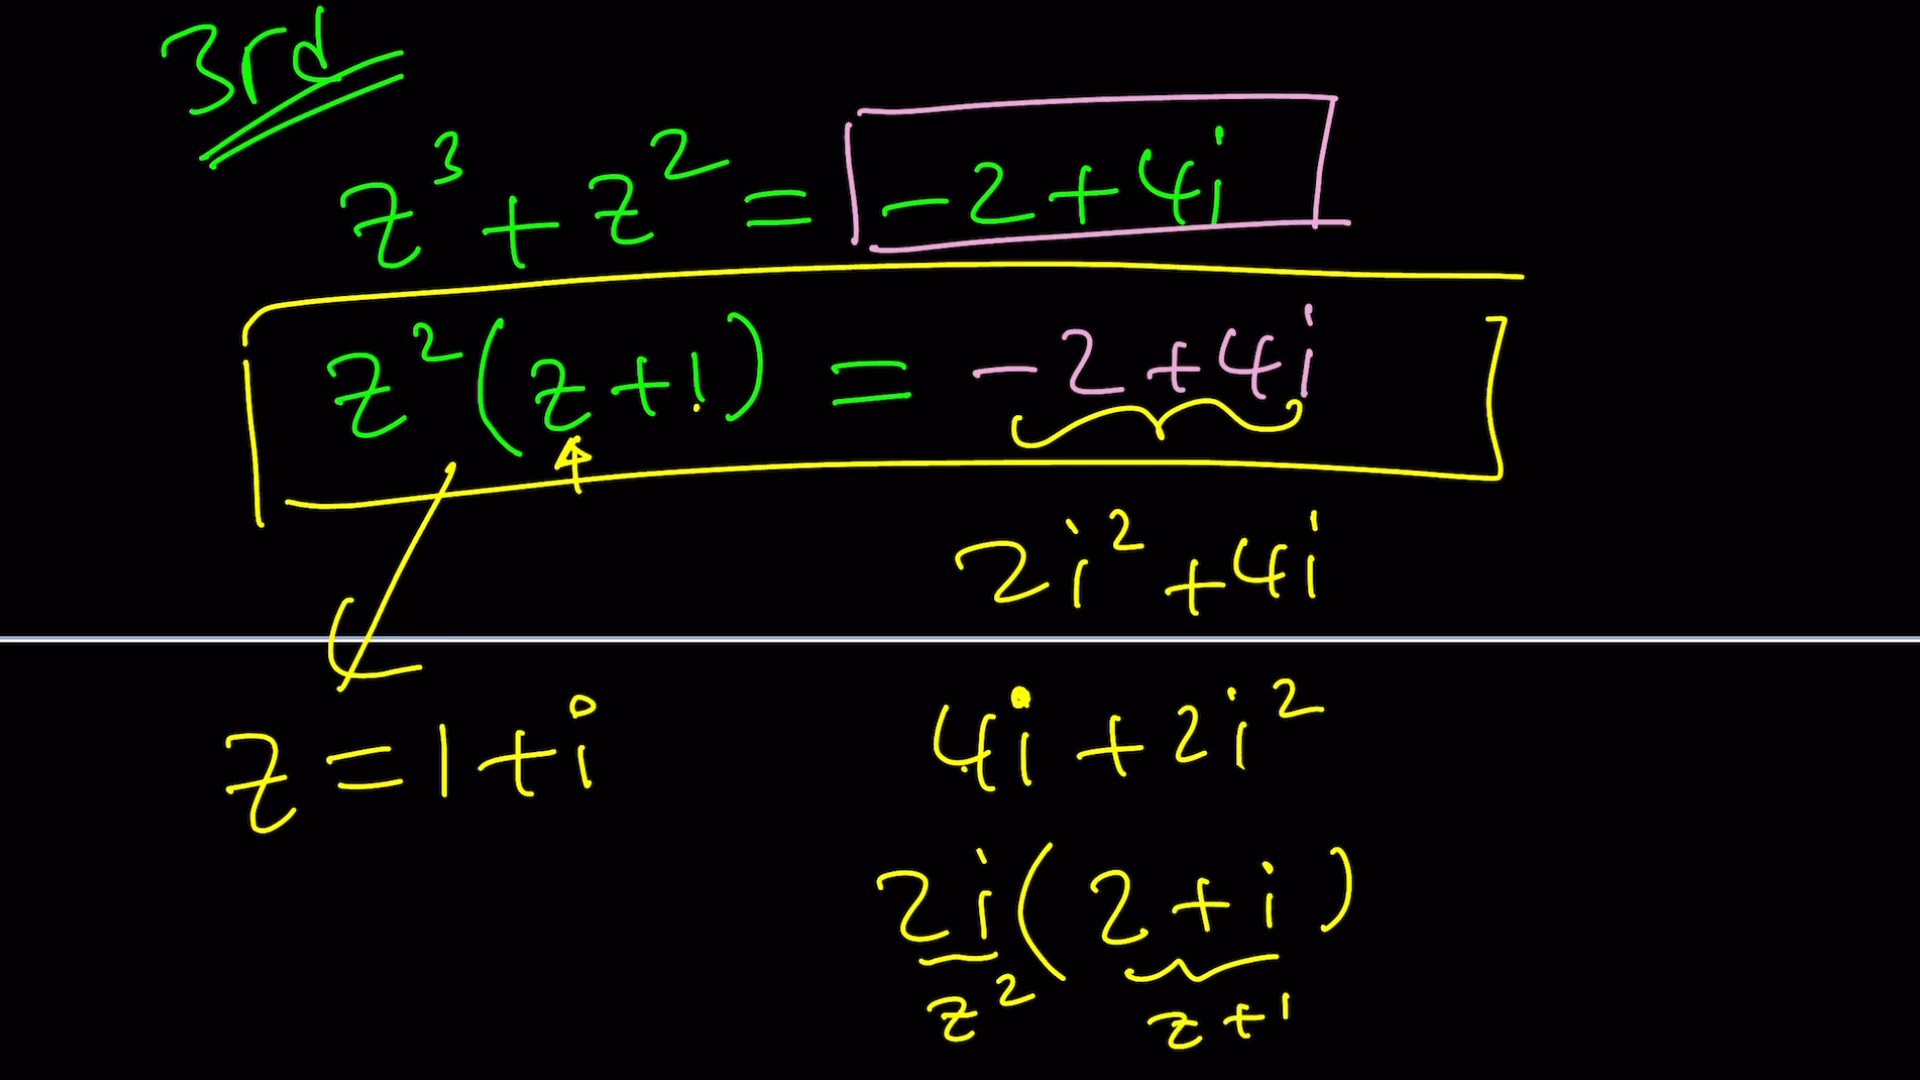 3rd
z³ + z² = -2+4i
z²(z+1) = -2+4i
2i²+4i
z=1+i
4i+2i²
2i(2+i)
z² z+1